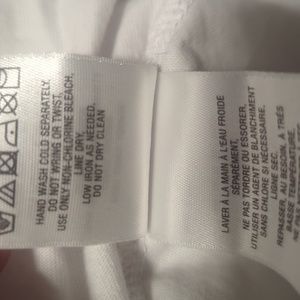 HAND WASH COLD SEPARATELY.
DO NOT WRING OR TWIST.
USE ONLY NON-CHLORINE BLEACH,
LINE DRY.
LOW IRON AS NEEDED.
DO NOT DRY CLEAN
LAVER À LA MAIN À L'EAU FROIDE
SÉPARÉMENT.
NE PAS TORDRE OU ESSORER.
UTILISER UN AGENT DE BLANCHIMENT
SANS CHLORE SI NÉCESSAIRE.
LIGNE SEC.
REPASSER, AU BESOIN, À TRÈS
BASSE TEMPÉRATURE.